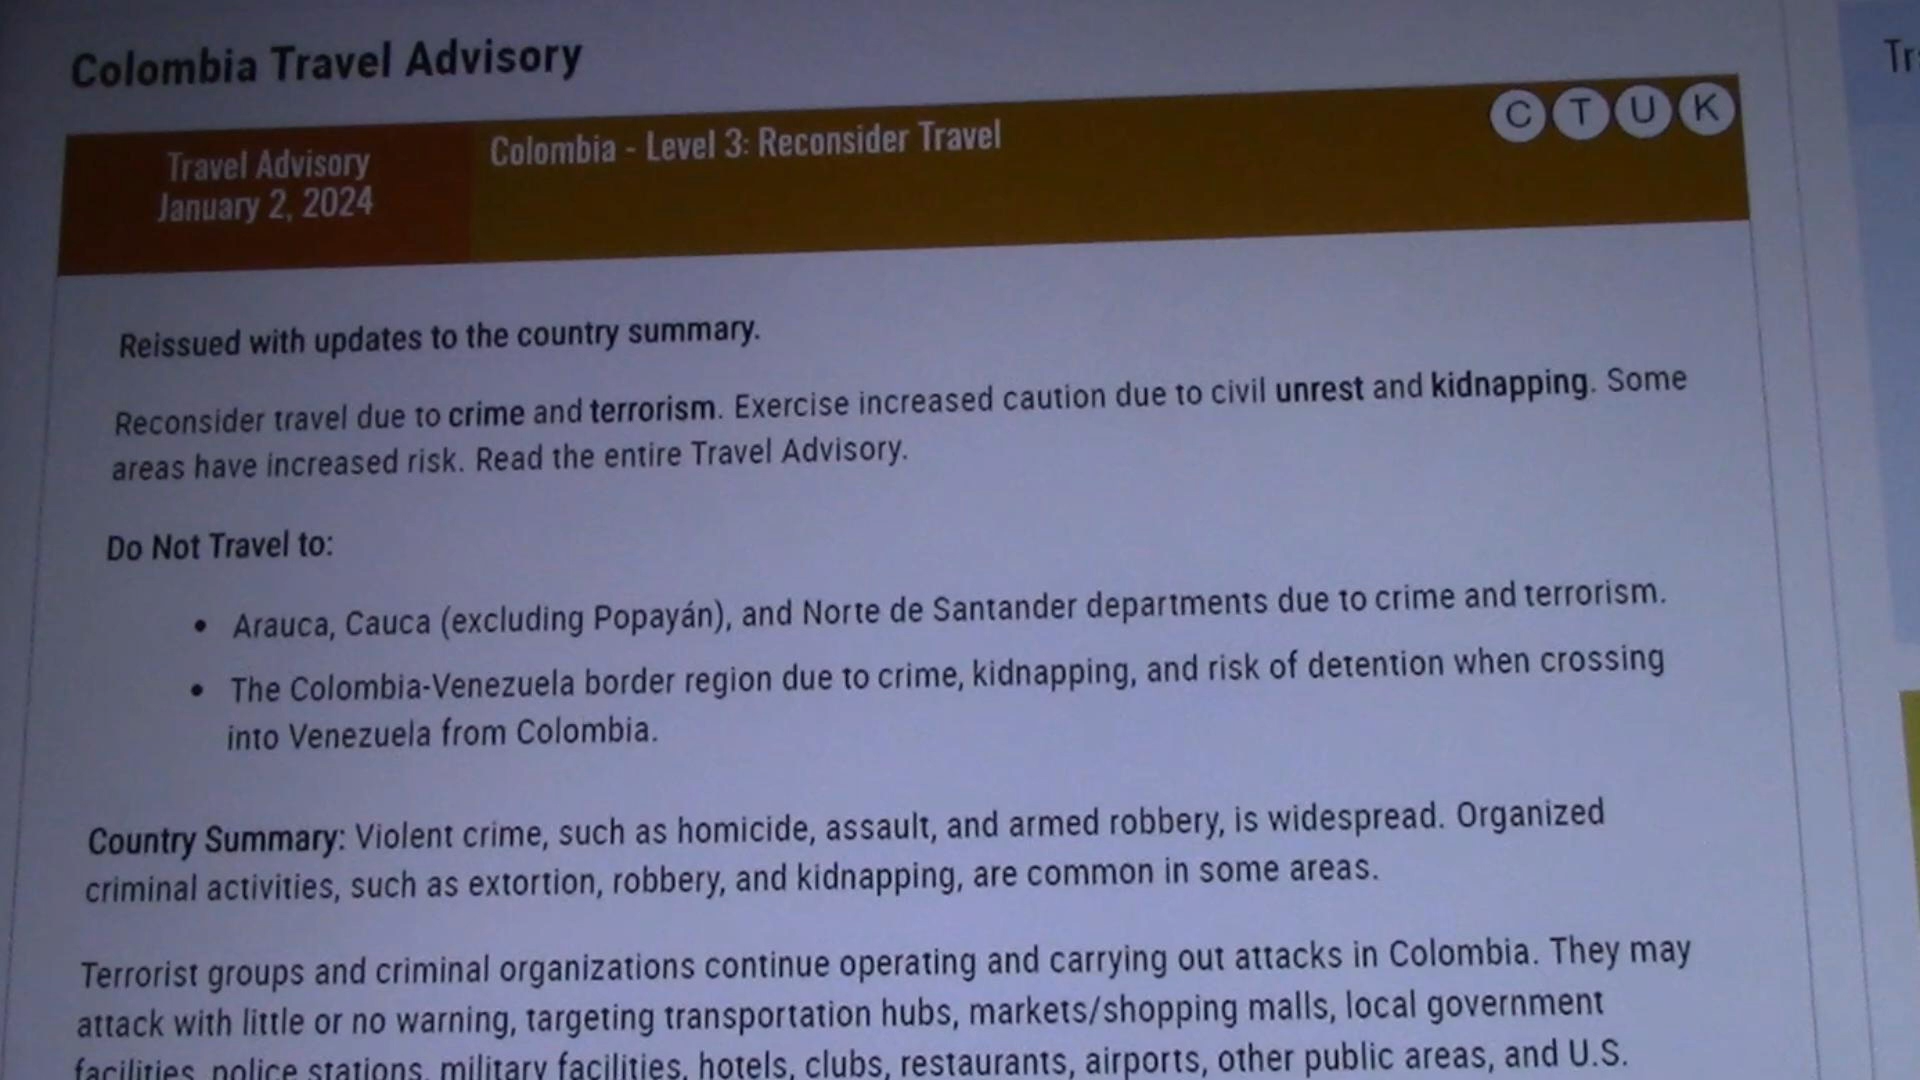 Colombia Travel Advisory
Travel Advisory
January 2, 2024
Colombia - Level 3: Reconsider Travel
C T U K
Reissued with updates to the country summary.
Reconsider travel due to crime and terrorism. Exercise increased caution due to civil unrest and kidnapping. Some
areas have increased risk. Read the entire Travel Advisory.
Do Not Travel to:
• Arauca, Cauca (excluding Popayán), and Norte de Santander departments due to crime and terrorism.
• The Colombia-Venezuela border region due to crime, kidnapping, and risk of detention when crossing
into Venezuela from Colombia.
Country Summary: Violent crime, such as homicide, assault, and armed robbery, is widespread. Organized
criminal activities, such as extortion, robbery, and kidnapping, are common in some areas.
Terrorist groups and criminal organizations continue operating and carrying out attacks in Colombia. They may
attack with little or no warning, targeting transportation hubs, markets/shopping malls, local government
facilities, police stations, military facilities, hotels, clubs, restaurants, airports, other public areas, and U.S.